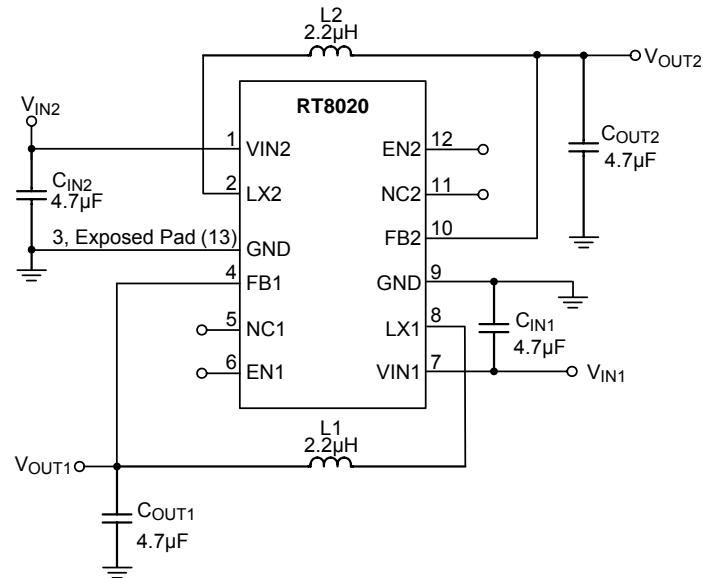 L2
2.2µH
VOUT2
VIN2
RT8020
1
VIN2
EN2
12
COUT2
4.7µF
CIN2
4.7µF
2
LX2
NC2
11
3, Exposed Pad (13)
GND
FB2
10
4
FB1
GND
9
5
NC1
LX1
8
CIN1
4.7µF
6
EN1
VIN1
7
VIN1
L1
2.2µH
VOUT1
COUT1
4.7µF